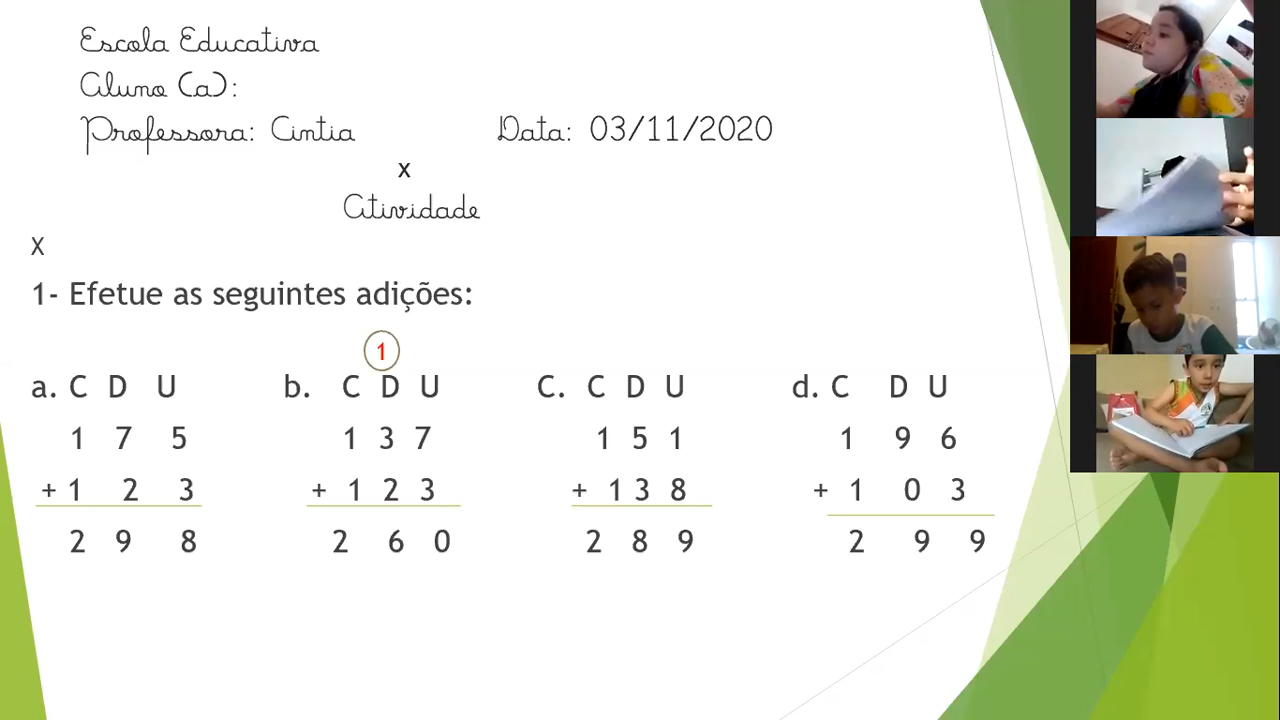 Escola Educativa
Aluno (a):
Professora: Cintia Data: 03/11/2020
x
Atividade
X
1- Efetue as seguintes adições:
1
a. C D U b. C D U C. C D U d. C D U
1 7 5 1 3 7 1 5 1 1 9 6
+ 1 2 3 + 1 2 3 + 1 3 8 + 1 0 3
2 9 8 2 6 0 2 8 9 2 9 9